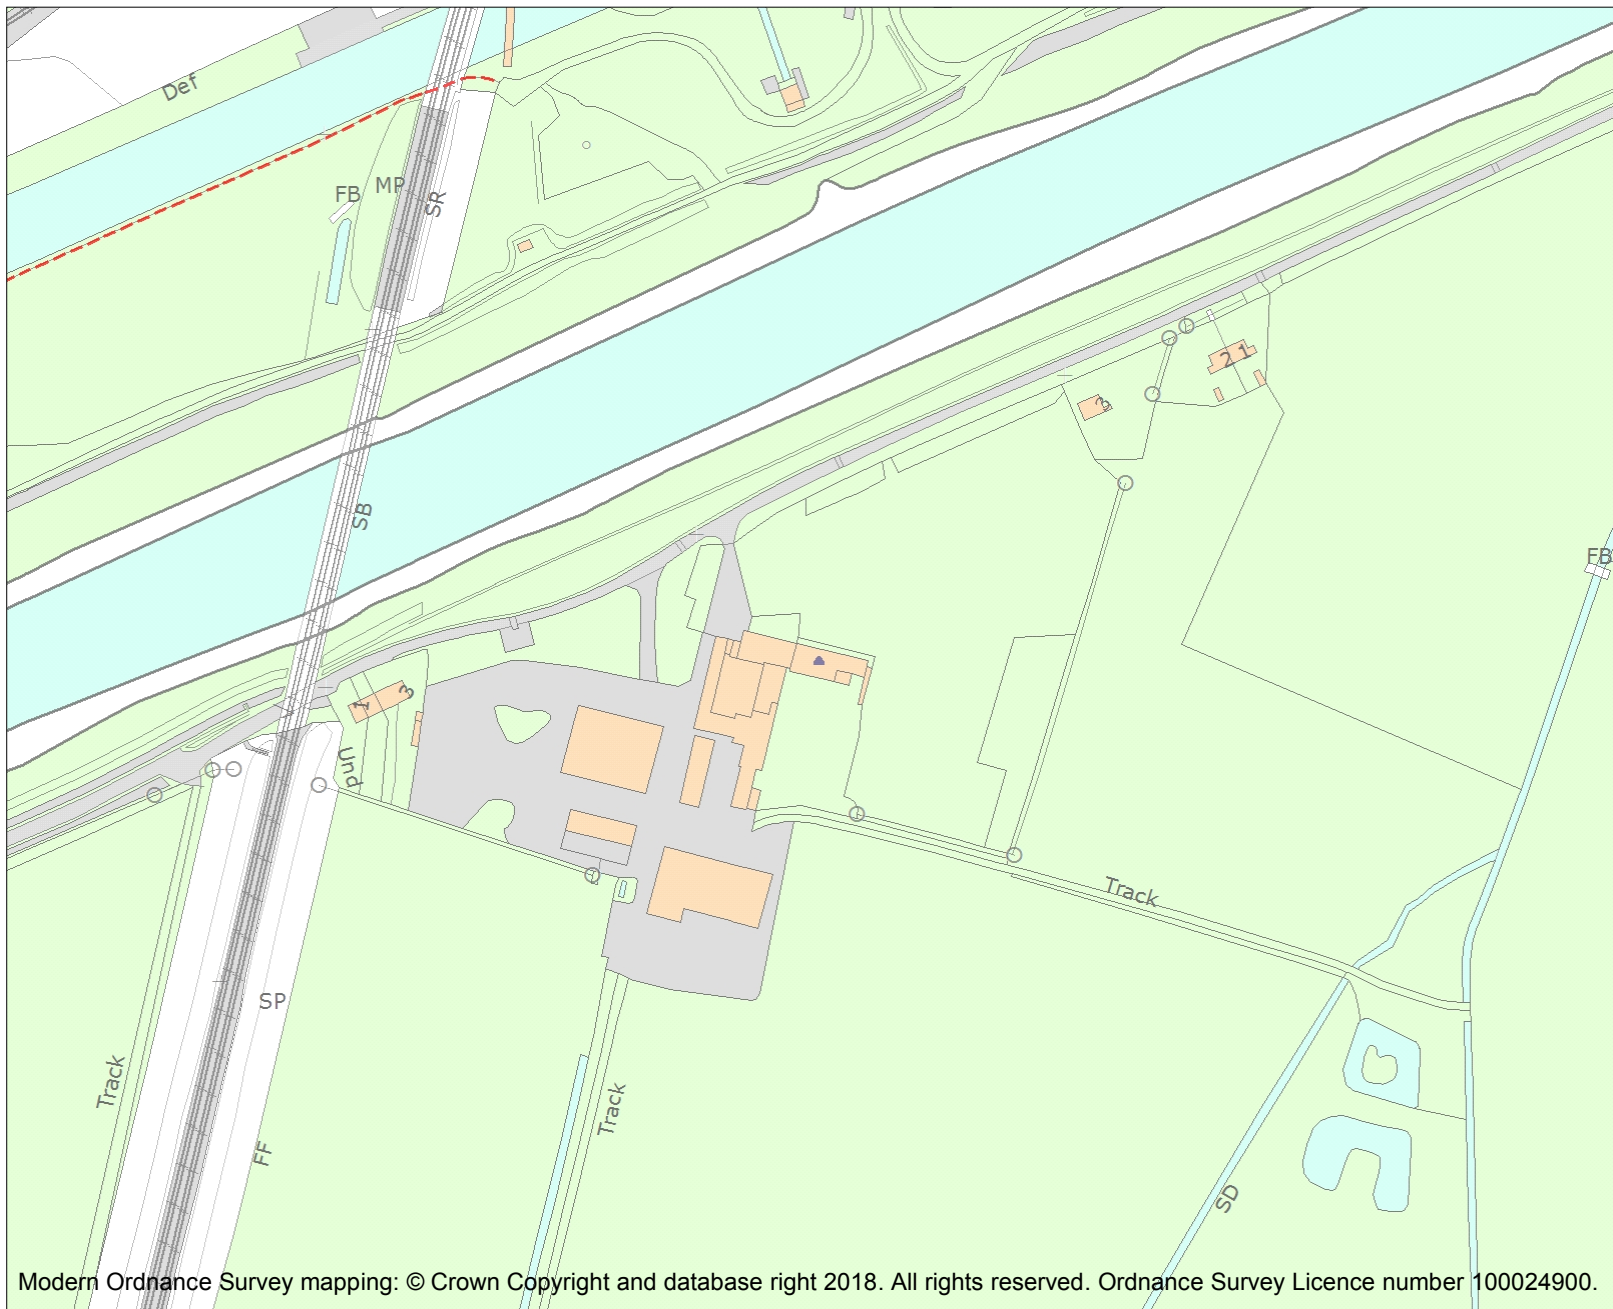 Def
FB
MP
SR
2 1
3
SB
FB
1
3
Und
Track
SP
Track
Track
FF
SD
Modern Ordnance Survey mapping: © Crown Copyright and database right 2018. All rights reserved. Ordnance Survey Licence number 100024900.